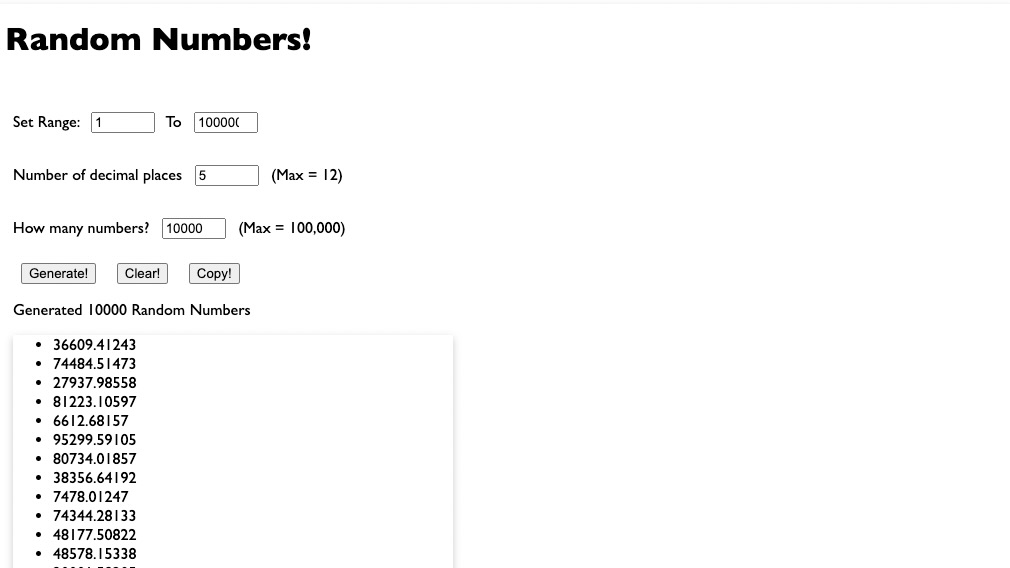 Random Numbers!
Set Range: 1 To 10000
Number of decimal places 5 (Max = 12)
How many numbers? 10000 (Max = 100,000)
Generate! Clear! Copy!
Generated 10000 Random Numbers
36609.41243
74484.51473
27937.98558
81223.10597
6612.68157
95299.59105
80734.01857
38356.64192
7478.01247
74344.28133
48177.50822
48578.15338